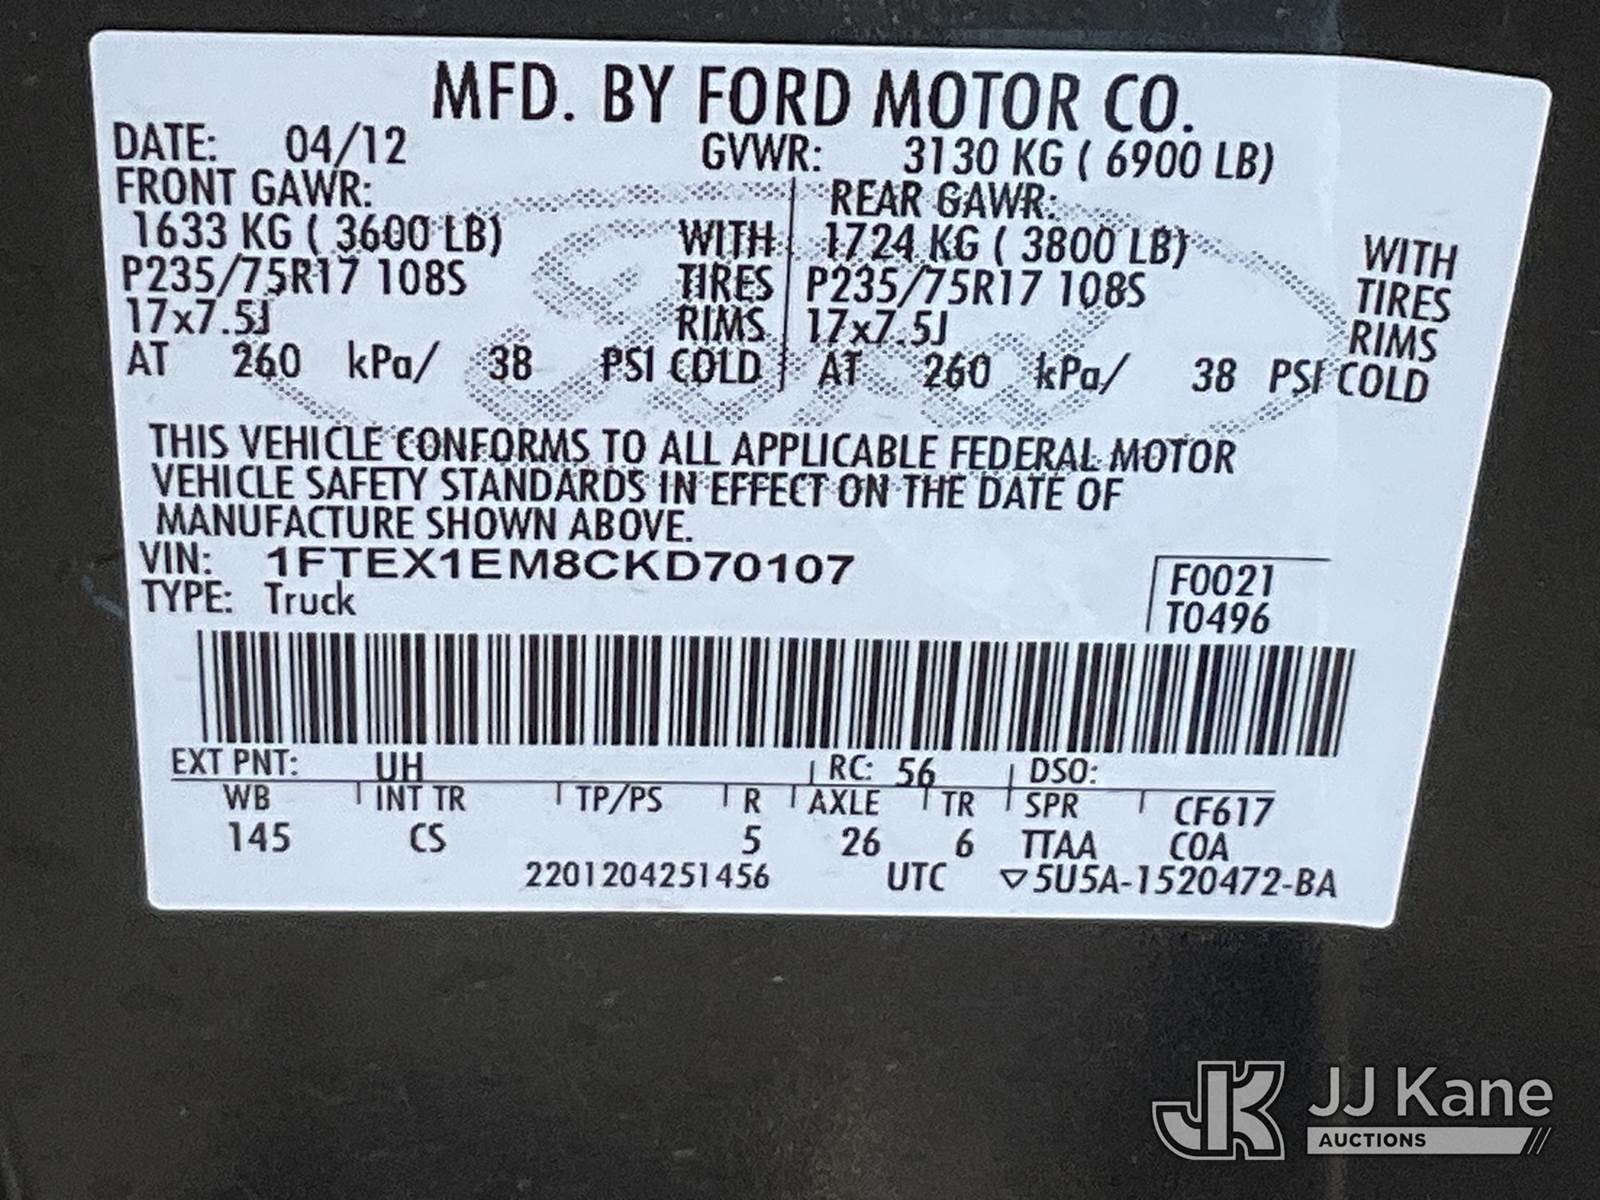 MFD. BY FORD MOTOR CO.
DATE: 04/12 GVWR: 3130 KG ( 6900 LB)
FRONT GAWR: REAR GAWR:
1633 KG ( 3600 LB) WITH 1724 KG ( 3800 LB) WITH
P235/75R17 108S TIRES P235/75R17 108S TIRES
17x7.5J RIMS 17x7.5J RIMS
AT 260 kPa/ 38 PSI COLD AT 260 kPa/ 38 PSI COLD
THIS VEHICLE CONFORMS TO ALL APPLICABLE FEDERAL MOTOR
VEHICLE SAFETY STANDARDS IN EFFECT ON THE DATE OF
MANUFACTURE SHOWN ABOVE.
VIN: 1FTEX1EM8CKD70107
TYPE: Truck
F0021
T0496
EXT PNT: UH RC: 56 DSO:
WB INT TR TP/PS R AXLE TR SPR CF617
145 CS 5 26 6 TTAA COA
2201204251456 UTC ▽5U5A-1520472-BA
Ford
JK JJ Kane
AUCTIONS